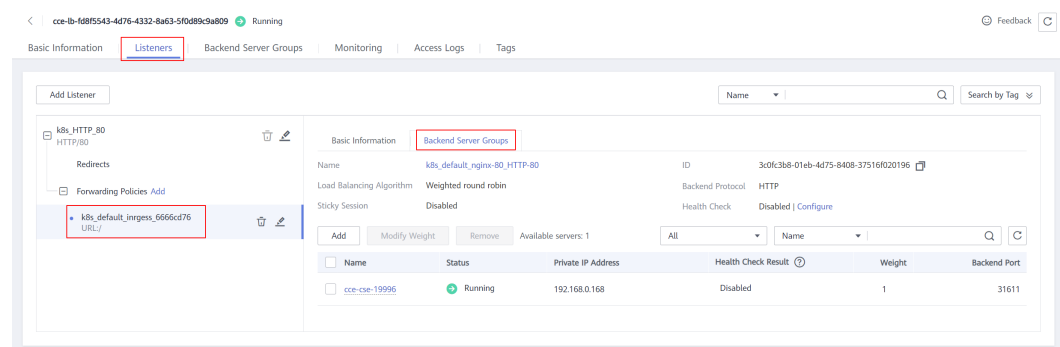 cce-lb-fd8f5543-4d76-4332-8a63-5f0d89c9a809 Running Feedback
Basic Information Listeners Backend Server Groups Monitoring Access Logs Tags
Add Listener Name Search by Tag
k8s_HTTP_80
HTTP/80
Redirects
Forwarding Policies Add
k8s_default_inrgess_6666cd76
URL:/
Basic Information Backend Server Groups
Name k8s_default_nginx-80_HTTP-80 ID 3c0fc3b8-01eb-4d75-8408-37516f020196
Load Balancing Algorithm Weighted round robin Backend Protocol HTTP
Sticky Session Disabled Health Check Disabled | Configure
Add Modify Weight Remove Available servers: 1 All Name
Name Status Private IP Address Health Check Result Weight Backend Port
cce-cse-19996 Running 192.168.0.168 Disabled 1 31611